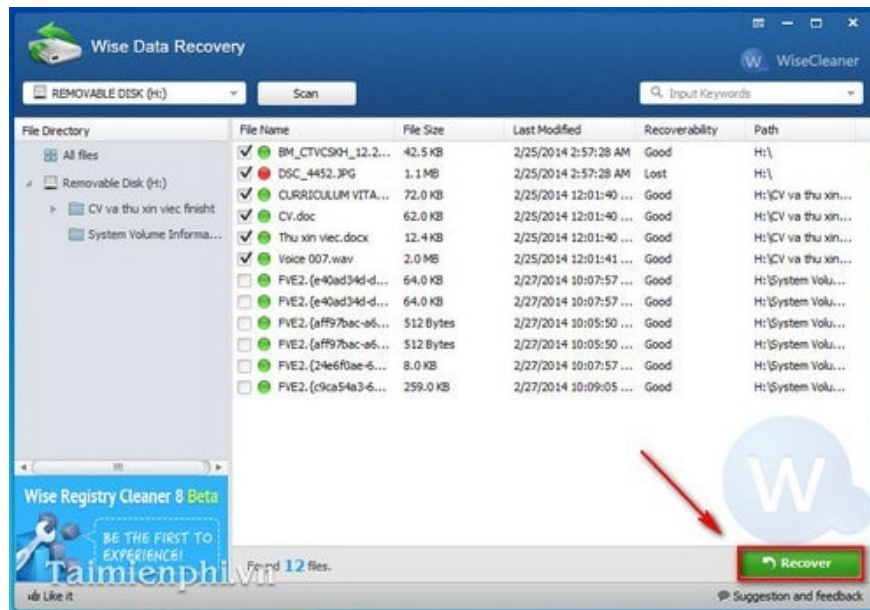 Wise Data Recovery
WiseCleaner
REMOVABLE DISK (H:)
Scan
Input Keywords
File Directory
File Name File Size Last Modified Recoverability Path
All files
Removable Disk (H:)
CV va thu xin viec finisht
System Volume Informa...
BM_CTVCSKH_12.2... 42.5 KB 2/25/2014 2:57:28 AM Good H:\
DSC_4452.JPG 1.1 MB 2/25/2014 2:57:28 AM Lost H:\
CURRICULUM VITA... 72.0 KB 2/25/2014 12:01:40 ... Good H:\CV va thu xin...
CV.doc 62.0 KB 2/25/2014 12:01:40 ... Good H:\CV va thu xin...
Thu xin viec.docx 12.4 KB 2/25/2014 12:01:40 ... Good H:\CV va thu xin...
Voice 007.wav 2.0 MB 2/25/2014 12:01:41 ... Good H:\CV va thu xin...
FVE2.{e40ad34d-d... 64.0 KB 2/27/2014 10:07:57 ... Good H:\System Volu...
FVE2.{e40ad34d-d... 64.0 KB 2/27/2014 10:07:57 ... Good H:\System Volu...
FVE2.{aff97bac-a6... 512 Bytes 2/27/2014 10:05:50 ... Good H:\System Volu...
FVE2.{aff97bac-a6... 512 Bytes 2/27/2014 10:05:50 ... Good H:\System Volu...
FVE2.{24e6f0ae-6... 8.0 KB 2/27/2014 10:07:57 ... Good H:\System Volu...
FVE2.{c9ca54a3-6... 259.0 KB 2/27/2014 10:09:05 ... Good H:\System Volu...
W
Wise Registry Cleaner 8 Beta
BE THE FIRST TO
EXPERIENCE!
Taimienphi.vn
Found 12 files.
Recover
Like it
Suggestion and feedback